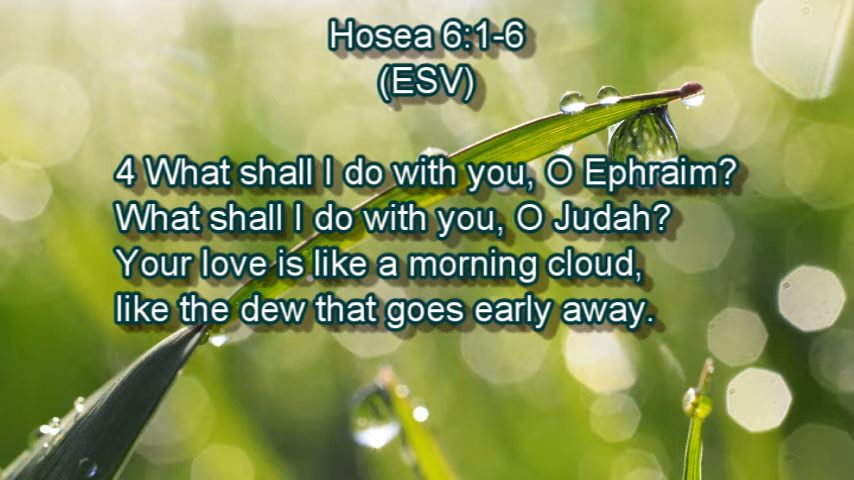 Hosea 6:1-6
(ESV)
4 What shall I do with you, O Ephraim?
What shall I do with you, O Judah?
Your love is like a morning cloud,
like the dew that goes early away.